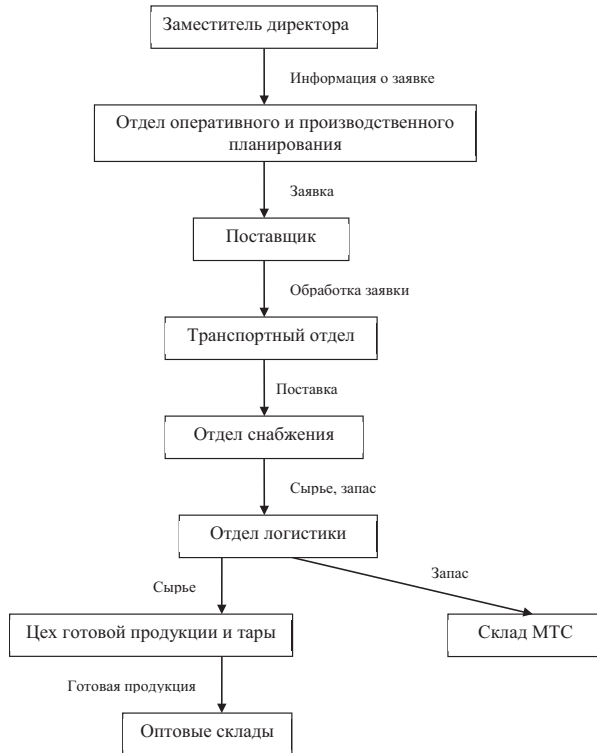 Заместитель директора
Информация о заявке
Отдел оперативного и производственного
планирования
Заявка
Поставщик
Обработка заявки
Транспортный отдел
Поставка
Отдел снабжения
Сырье, запас
Отдел логистики
Сырье
Запас
Цех готовой продукции и тары
Склад МТС
Готовая продукция
Оптовые склады